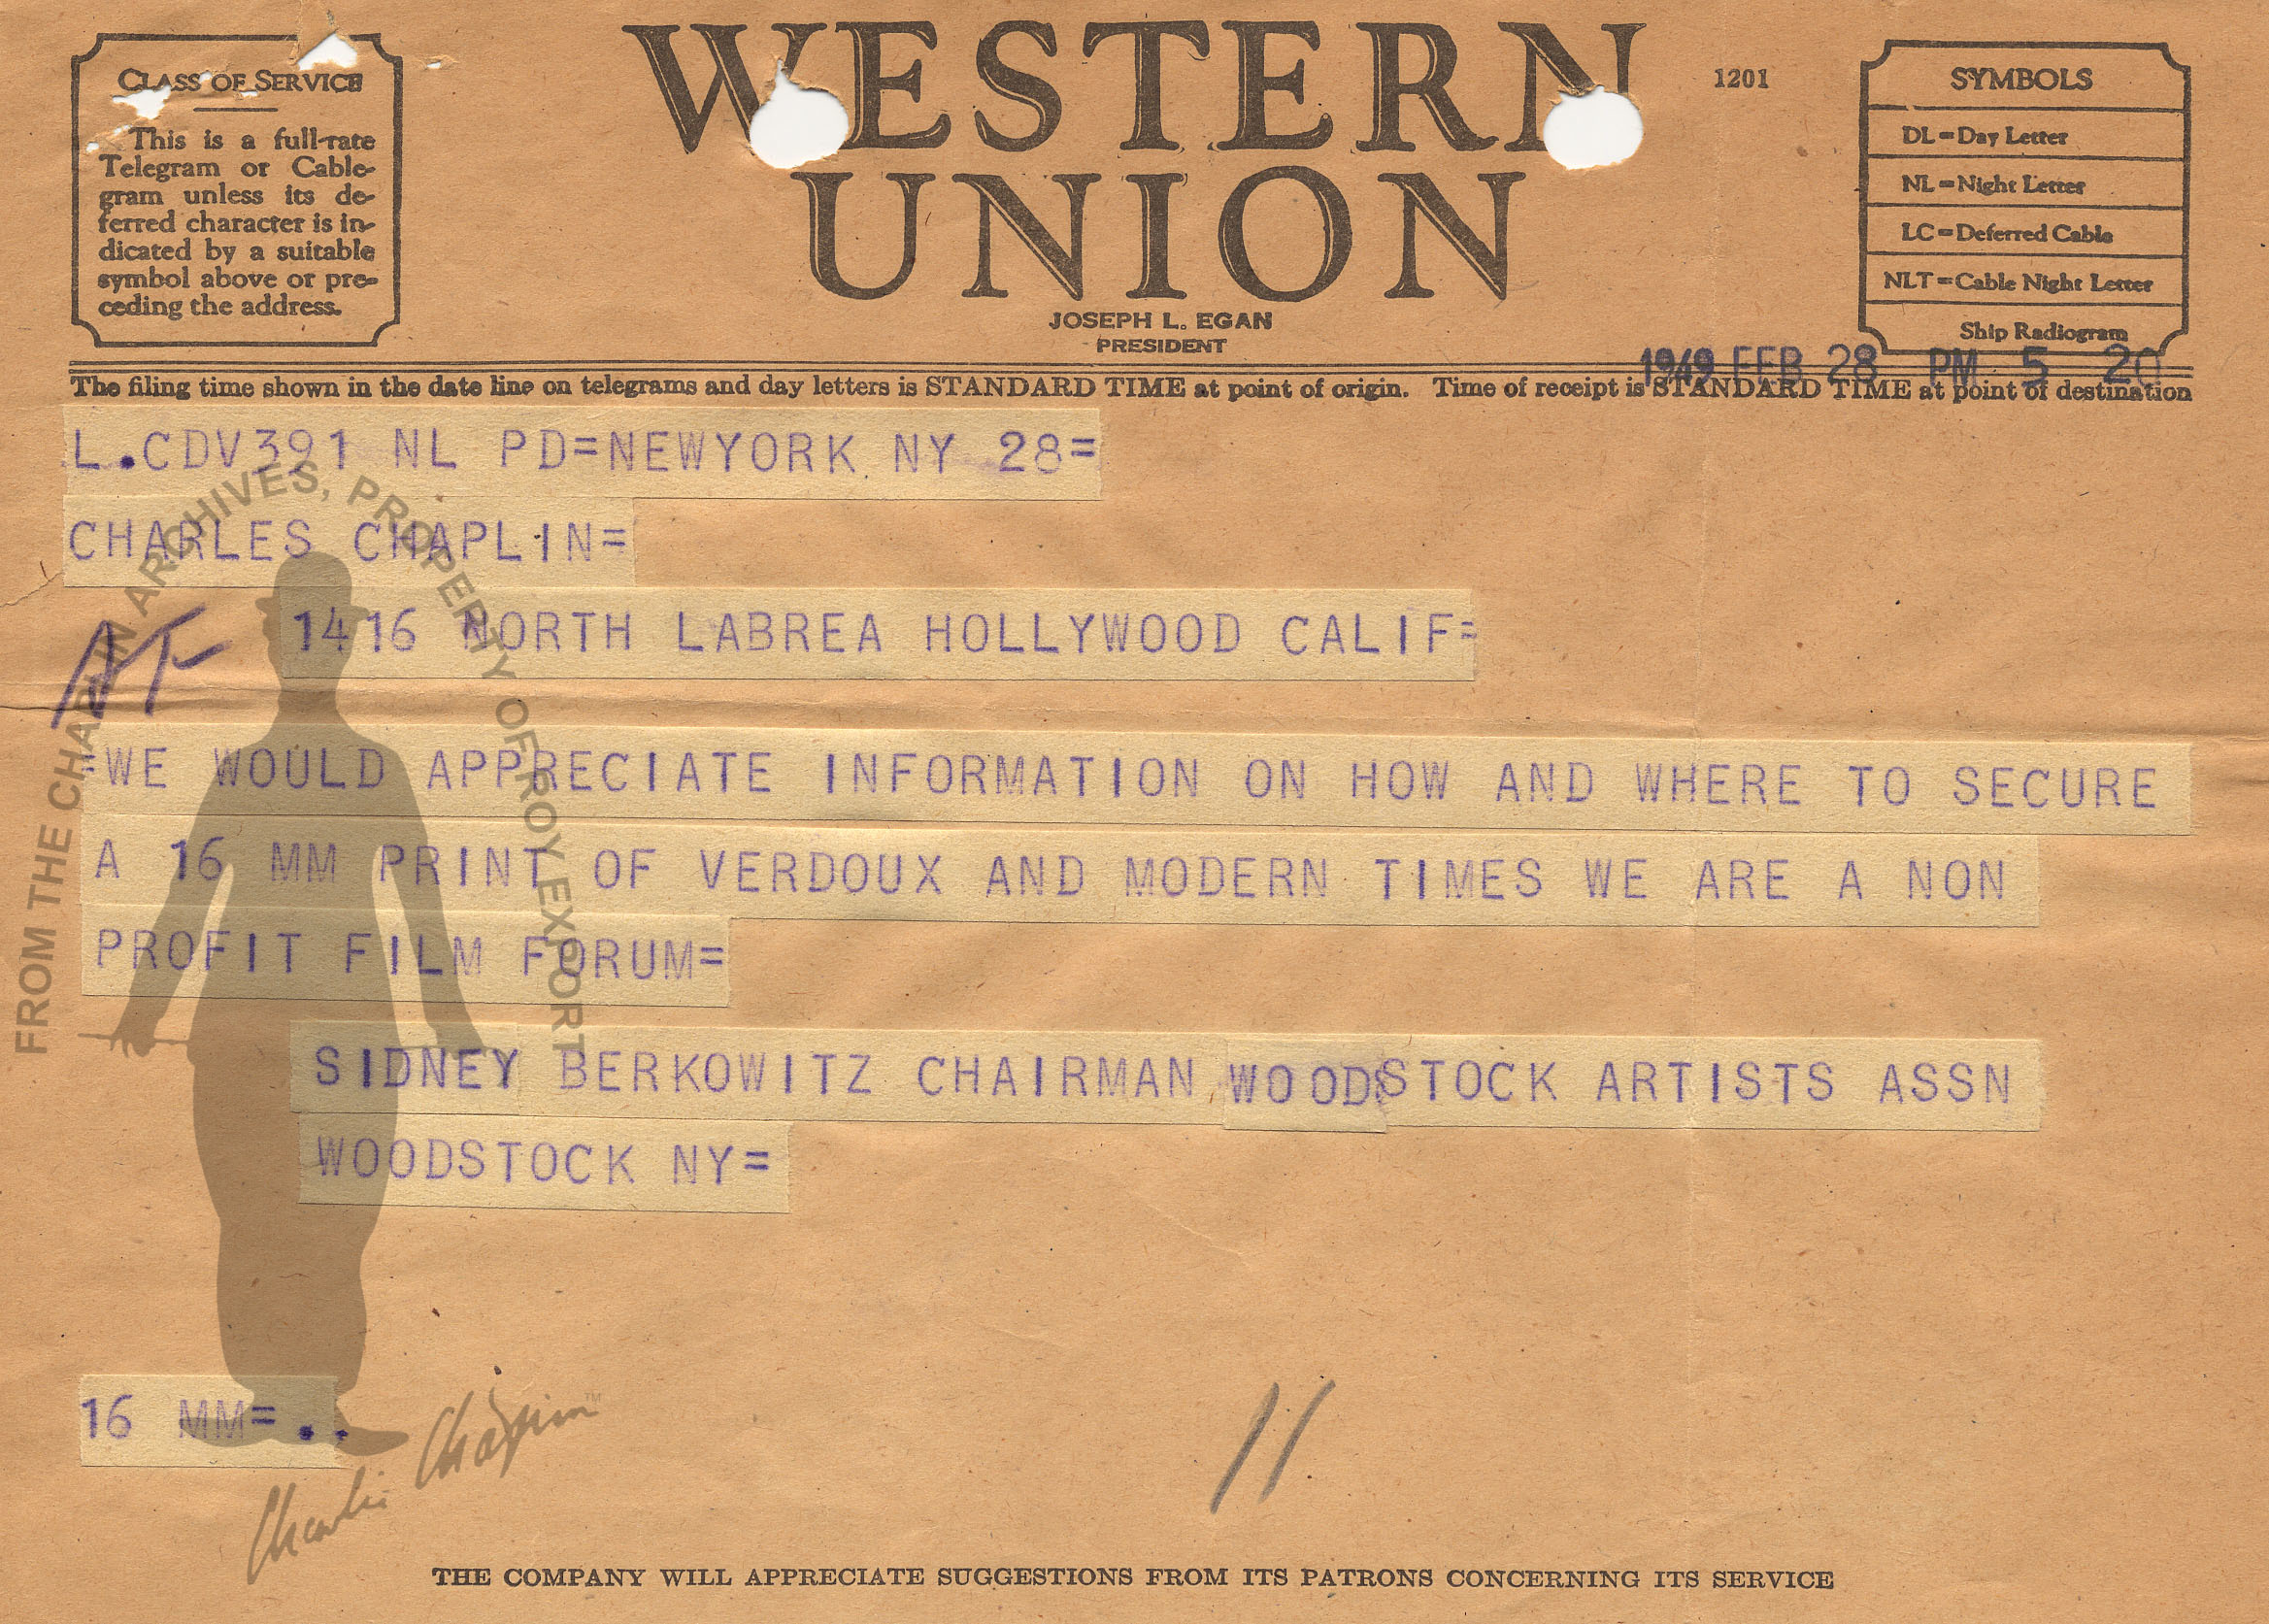 WESTERN
UNION
1201
JOSEPH L. EGAN
PRESIDENT
CLASS OF SERVICE
This is a full-rate
Telegram or Cable-
gram unless its de-
ferred character is in-
dicated by a suitable
symbol above or pre-
ceding the address.
SYMBOLS
DL=Day Letter
NL=Night Letter
LC=Deferred Cable
NLT=Cable Night Letter
Ship Radiogram
1949 FEB 28 PM 5 20
The filing time shown in the date line on telegrams and day letters is STANDARD TIME at point of origin. Time of receipt is STANDARD TIME at point of destination
L.CDV391 NL PD=NEWYORK NY 28=
CHARLES CHAPLIN=
1416 NORTH LABREA HOLLYWOOD CALIF=
=WE WOULD APPRECIATE INFORMATION ON HOW AND WHERE TO SECURE
A 16 MM PRINT OF VERDOUX AND MODERN TIMES WE ARE A NON
PROFIT FILM FORUM=
SIDNEY BERKOWITZ CHAIRMAN WOODSTOCK ARTISTS ASSN
WOODSTOCK NY=
16 MM=..
FROM THE CHAPLIN ARCHIVES, PROPERTY OF ROY EXPORT
Charlie Chaplin™
THE COMPANY WILL APPRECIATE SUGGESTIONS FROM ITS PATRONS CONCERNING ITS SERVICE